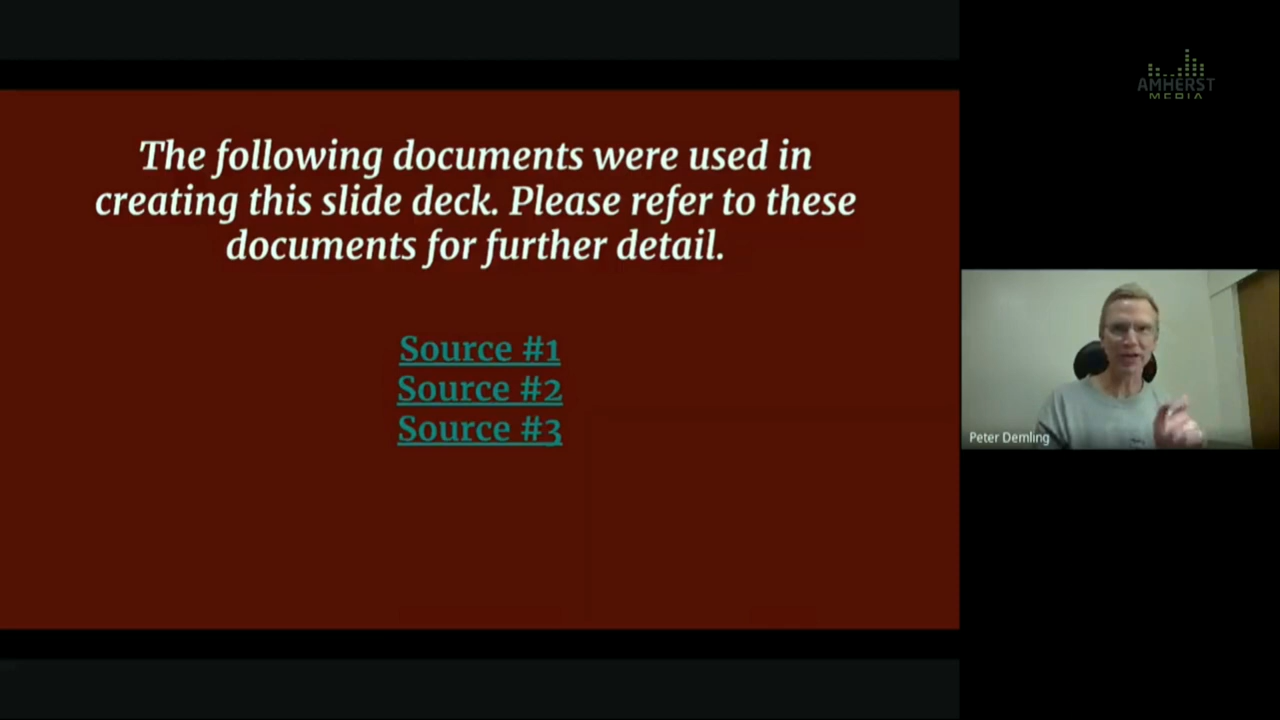 The following documents were used in
creating this slide deck. Please refer to these
documents for further detail.
Source #1
Source #2
Source #3
Peter Demling
AMHERST
MEDIA